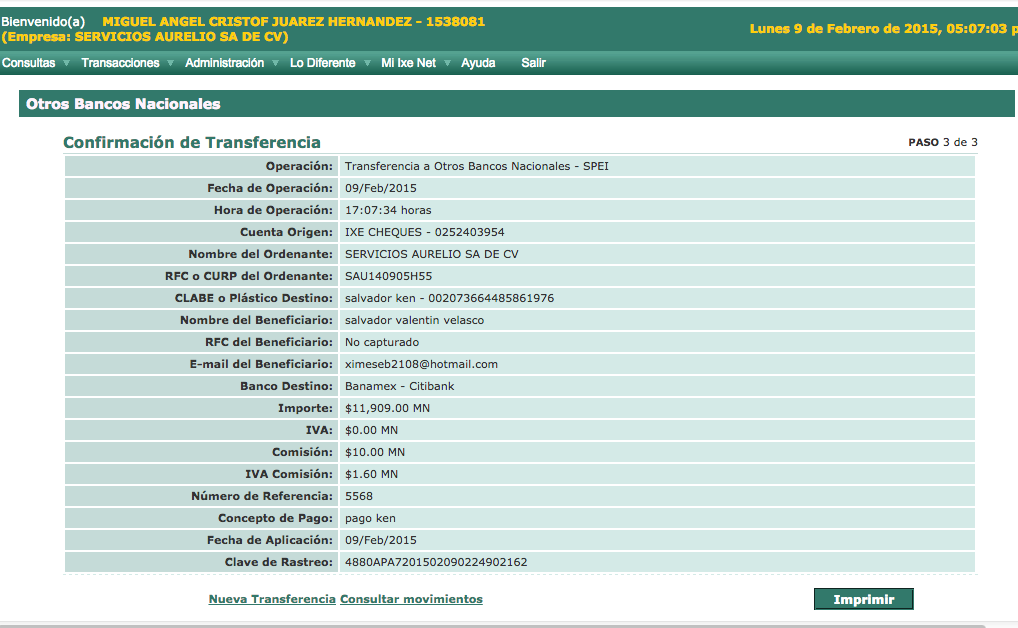 Bienvenido(a) MIGUEL ANGEL CRISTOF JUAREZ HERNANDEZ - 1538081
(Empresa: SERVICIOS AURELIO SA DE CV)
Lunes 9 de Febrero de 2015, 05:07:03 p
Consultas Transacciones Administración Lo Diferente Mi Ixe Net Ayuda Salir
Otros Bancos Nacionales
Confirmación de Transferencia PASO 3 de 3
Operación: Transferencia a Otros Bancos Nacionales - SPEI
Fecha de Operación: 09/Feb/2015
Hora de Operación: 17:07:34 horas
Cuenta Origen: IXE CHEQUES - 0252403954
Nombre del Ordenante: SERVICIOS AURELIO SA DE CV
RFC o CURP del Ordenante: SAU140905H55
CLABE o Plástico Destino: salvador ken - 002073664485861976
Nombre del Beneficiario: salvador valentin velasco
RFC del Beneficiario: No capturado
E-mail del Beneficiario: ximeseb2108@hotmail.com
Banco Destino: Banamex - Citibank
Importe: $11,909.00 MN
IVA: $0.00 MN
Comisión: $10.00 MN
IVA Comisión: $1.60 MN
Número de Referencia: 5568
Concepto de Pago: pago ken
Fecha de Aplicación: 09/Feb/2015
Clave de Rastreo: 4880APA7201502090224902162
Nueva Transferencia Consultar movimientos Imprimir